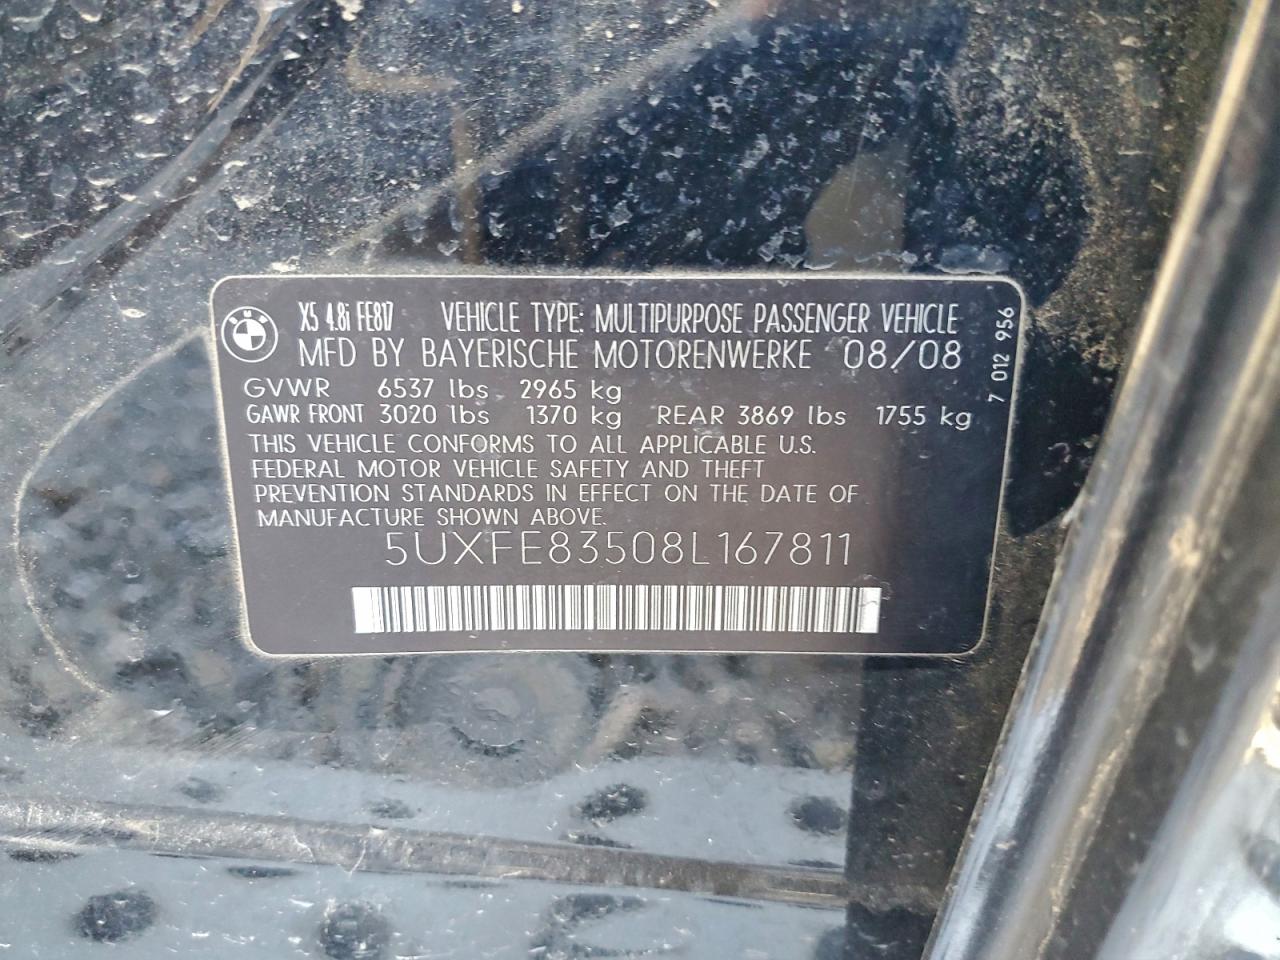 X5 4.8i FE817 VEHICLE TYPE: MULTIPURPOSE PASSENGER VEHICLE
MFD BY BAYERISCHE MOTORENWERKE 08/08
GVWR 6537 lbs 2965 kg
GAWR FRONT 3020 lbs 1370 kg REAR 3869 lbs 1755 kg
THIS VEHICLE CONFORMS TO ALL APPLICABLE U.S.
FEDERAL MOTOR VEHICLE SAFETY AND THEFT
PREVENTION STANDARDS IN EFFECT ON THE DATE OF
MANUFACTURE SHOWN ABOVE.
5UXFE83508L167811
7 012 956
BMW